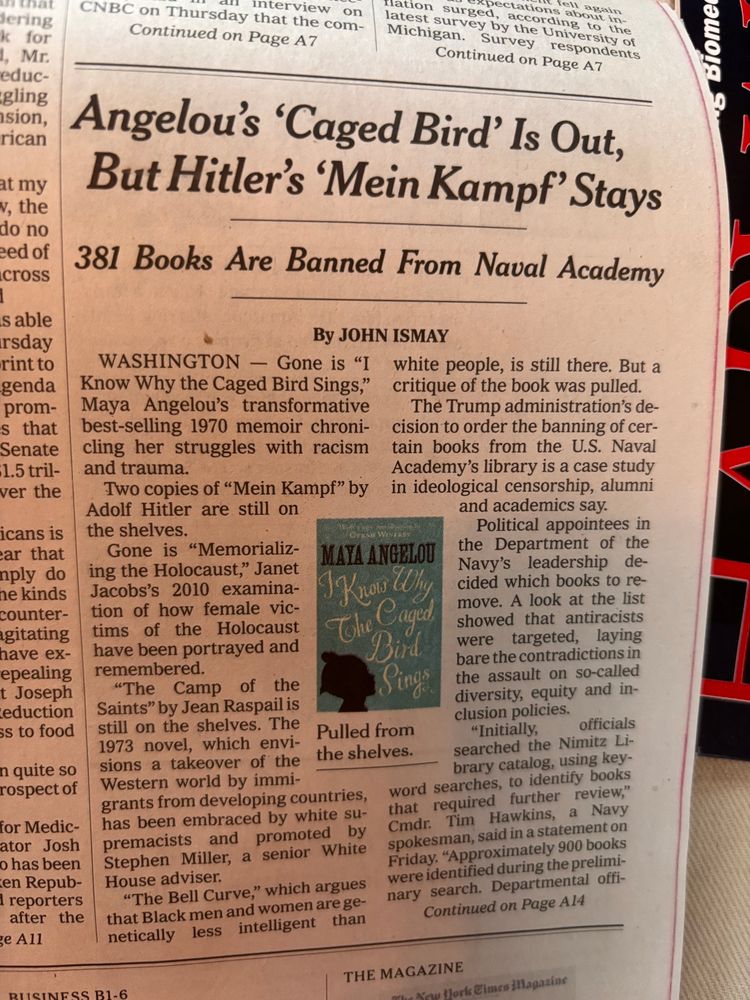 CNBC on Thursday that the com-
Continued on Page A7
flation surged, according to the
latest survey by the University of
Michigan. Survey respondents
Continued on Page A7
Angelou's 'Caged Bird' Is Out,
But Hitler's 'Mein Kampf' Stays
381 Books Are Banned From Naval Academy
By JOHN ISMAY
WASHINGTON — Gone is "I
Know Why the Caged Bird Sings,"
Maya Angelou's transformative
best-selling 1970 memoir chroni-
cling her struggles with racism
and trauma.
Two copies of "Mein Kampf" by
Adolf Hitler are still on
the shelves.
Gone is "Memorializ-
ing the Holocaust," Janet
Jacobs's 2010 examina-
tion of how female vic-
tims of the Holocaust
have been portrayed and
remembered.
"The Camp of the
Saints" by Jean Raspail is
still on the shelves. The
1973 novel, which envi-
sions a takeover of the
Western world by immi-
grants from developing countries,
has been embraced by white su-
premacists and promoted by
Stephen Miller, a senior White
House adviser.
"The Bell Curve," which argues
that Black men and women are ge-
netically less intelligent than
white people, is still there. But a
critique of the book was pulled.
The Trump administration's de-
cision to order the banning of cer-
tain books from the U.S. Naval
Academy's library is a case study
in ideological censorship, alumni
and academics say.
Political appointees in
the Department of the
Navy's leadership de-
cided which books to re-
move. A look at the list
showed that antiracists
were targeted, laying
bare the contradictions in
the assault on so-called
diversity, equity and in-
clusion policies.
"Initially, officials
searched the Nimitz Li-
brary catalog, using key-
word searches, to identify books
that required further review,"
Cmdr. Tim Hawkins, a Navy
spokesman, said in a statement on
Friday. "Approximately 900 books
were identified during the prelimi-
nary search. Departmental offi-
Continued on Page A14
MAYA ANGELOU
I Know Why
The Caged
Bird
Sings
Pulled from
the shelves.
BUSINESS B1-6
THE MAGAZINE
The New York Times Magazine